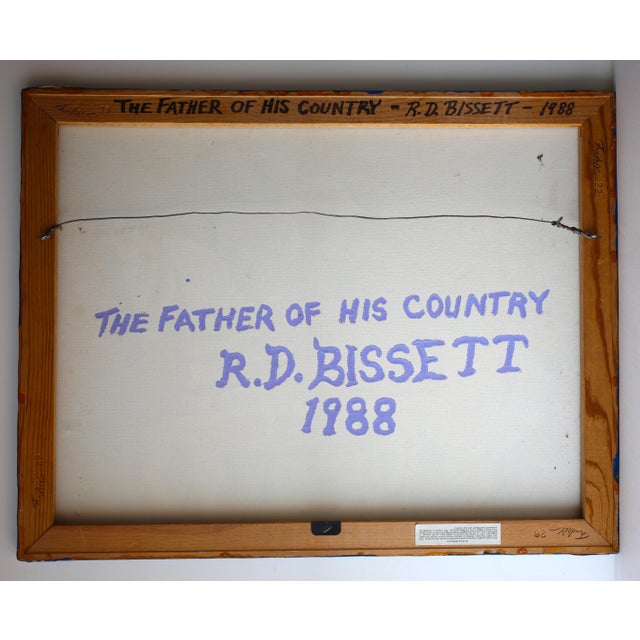 THE FATHER OF HIS COUNTRY - R.D. BISSETT - 1988
THE FATHER OF HIS COUNTRY
R.D. BISSETT
1988